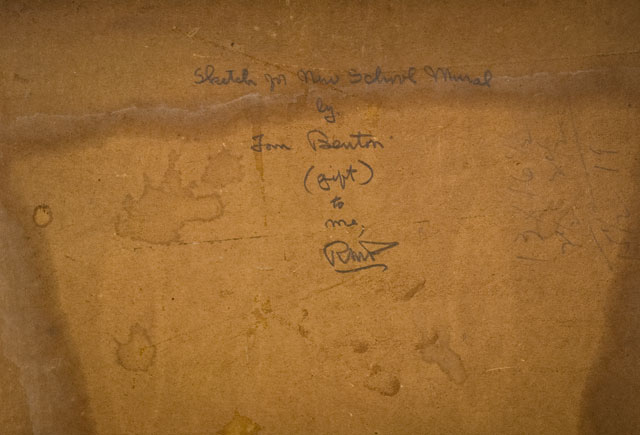 Sketch for New School Mural
by
Tom Benton
(gift)
to
me,